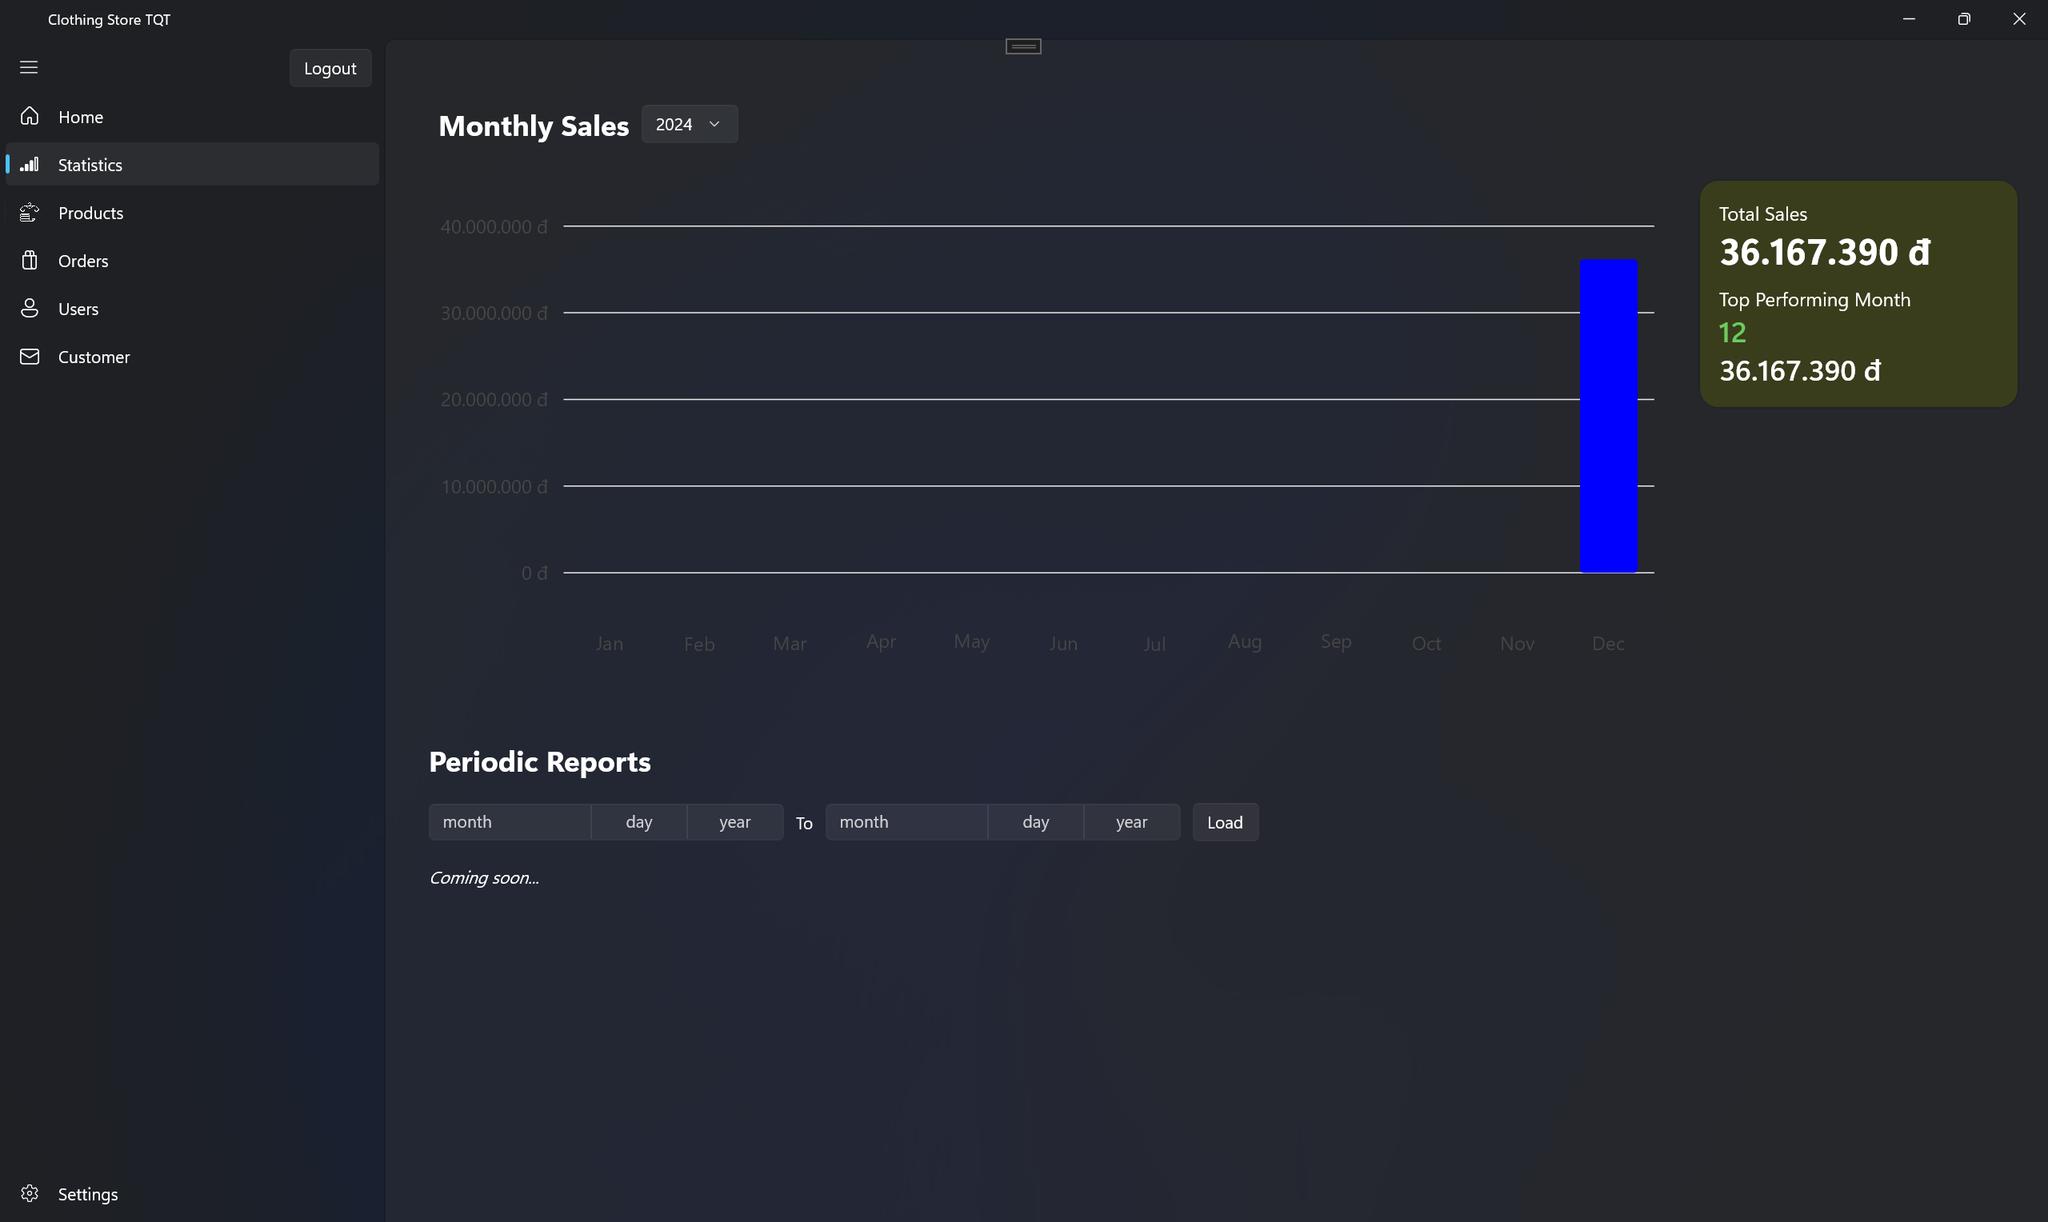 Clothing Store TQT
Logout
Home
Statistics
Products
Orders
Users
Customer
Settings
Monthly Sales 2024
40.000.000 đ
30.000.000 đ
20.000.000 đ
10.000.000 đ
0 đ
Jan Feb Mar Apr May Jun Jul Aug Sep Oct Nov Dec
Total Sales
36.167.390 đ
Top Performing Month
12
36.167.390 đ
Periodic Reports
month day year To month day year Load
Coming soon...